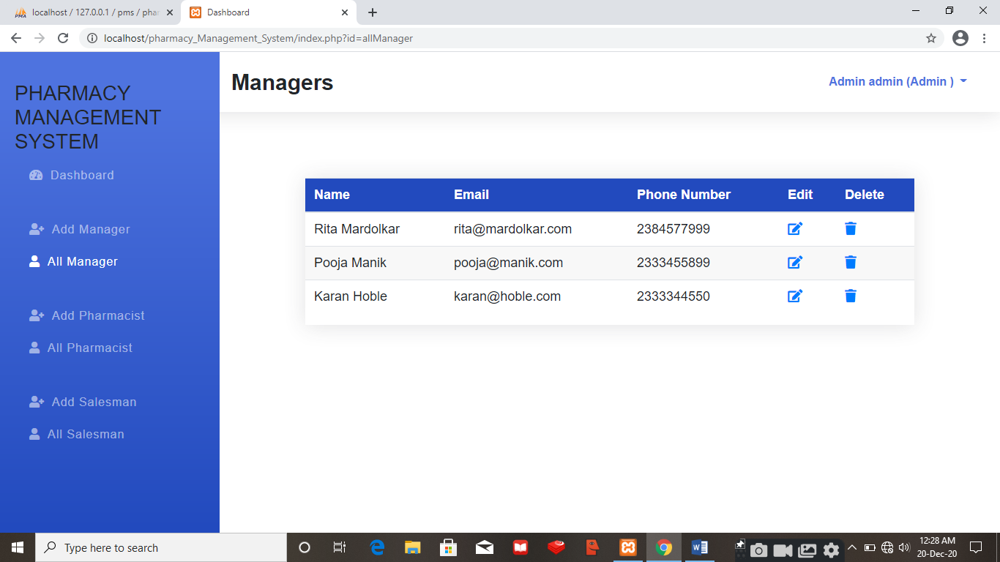 localhost / 127.0.0.1 / pms / phar
Dashboard
localhost/pharmacy_Management_System/index.php?id=allManager
PHARMACY
MANAGEMENT
SYSTEM
Dashboard
Add Manager
All Manager
Add Pharmacist
All Pharmacist
Add Salesman
All Salesman
Managers
Admin admin (Admin )
Name Email Phone Number Edit Delete
Rita Mardolkar rita@mardolkar.com 2384577999
Pooja Manik pooja@manik.com 2333455899
Karan Hoble karan@hoble.com 2333344550
Type here to search
12:28 AM
20-Dec-20